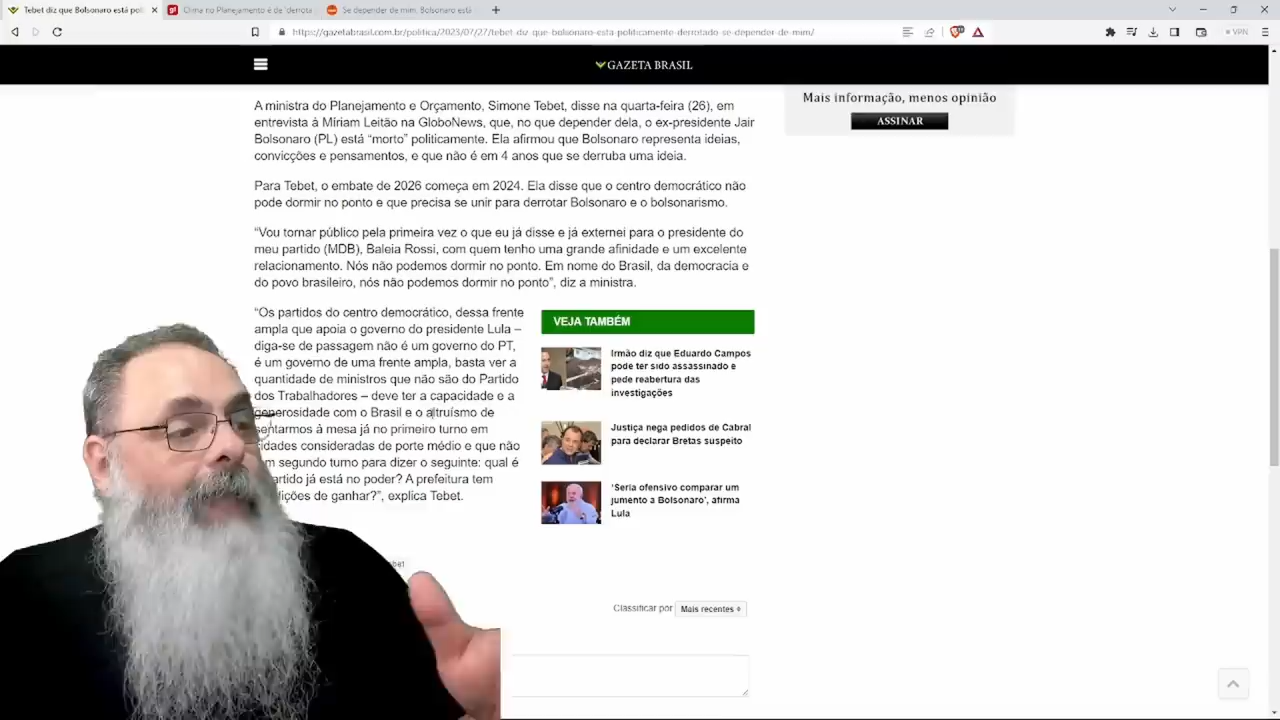 Tebet diz que Bolsonaro está pol
Clima no Planejamento é de 'derrota
Se depender de mim, Bolsonaro está
https://gazetabrasil.com.br/politica/2023/07/27/tebet-diz-que-bolsonaro-esta-politicamente-derrotado-se-depender-de-mim/
VPN
GAZETA BRASIL
Mais informação, menos opinião
ASSINAR
A ministra do Planejamento e Orçamento, Simone Tebet, disse na quarta-feira (26), em
entrevista à Míriam Leitão na GloboNews, que, no que depender dela, o ex-presidente Jair
Bolsonaro (PL) está “morto” politicamente. Ela afirmou que Bolsonaro representa ideias,
convicções e pensamentos, e que não é em 4 anos que se derruba uma ideia.
Para Tebet, o embate de 2026 começa em 2024. Ela disse que o centro democrático não
pode dormir no ponto e que precisa se unir para derrotar Bolsonaro e o bolsonarismo.
“Vou tornar público pela primeira vez o que eu já disse e já externei para o presidente do
meu partido (MDB), Baleia Rossi, com quem tenho uma grande afinidade e um excelente
relacionamento. Nós não podemos dormir no ponto. Em nome do Brasil, da democracia e
do povo brasileiro, nós não podemos dormir no ponto”, diz a ministra.
“Os partidos do centro democrático, dessa frente
ampla que apoia o governo do presidente Lula –
diga-se de passagem não é um governo do PT,
é um governo de uma frente ampla, basta ver a
quantidade de ministros que não são do Partido
dos Trabalhadores – deve ter a capacidade e a
generosidade com o Brasil e o altruísmo de
sentarmos à mesa já no primeiro turno em
cidades consideradas de porte médio e que não
segundo turno para dizer o seguinte: qual é
partido já está no poder? A prefeitura tem
de ganhar?”, explica Tebet.
VEJA TAMBÉM
Irmão diz que Eduardo Campos
pode ter sido assassinado e
pede reabertura das
investigações
Justiça nega pedidos de Cabral
para declarar Bretas suspeito
‘Seria ofensivo comparar um
jumento a Bolsonaro’, afirma
Lula
Classificar por Mais recentes